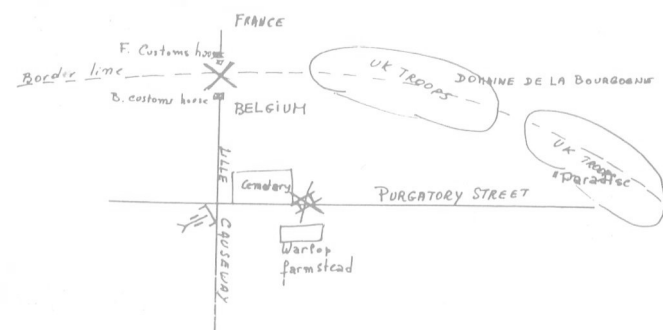 FRANCE
F. Customs house
Border line
UK TROOPS
DOMAINE DE LA BOURGOGNE
B. customs house
BELGIUM
UK TROOPS
"Paradise
LILLE CAUSEWAY
Cemetary
PURGATORY STREET
Warlop
farmstead